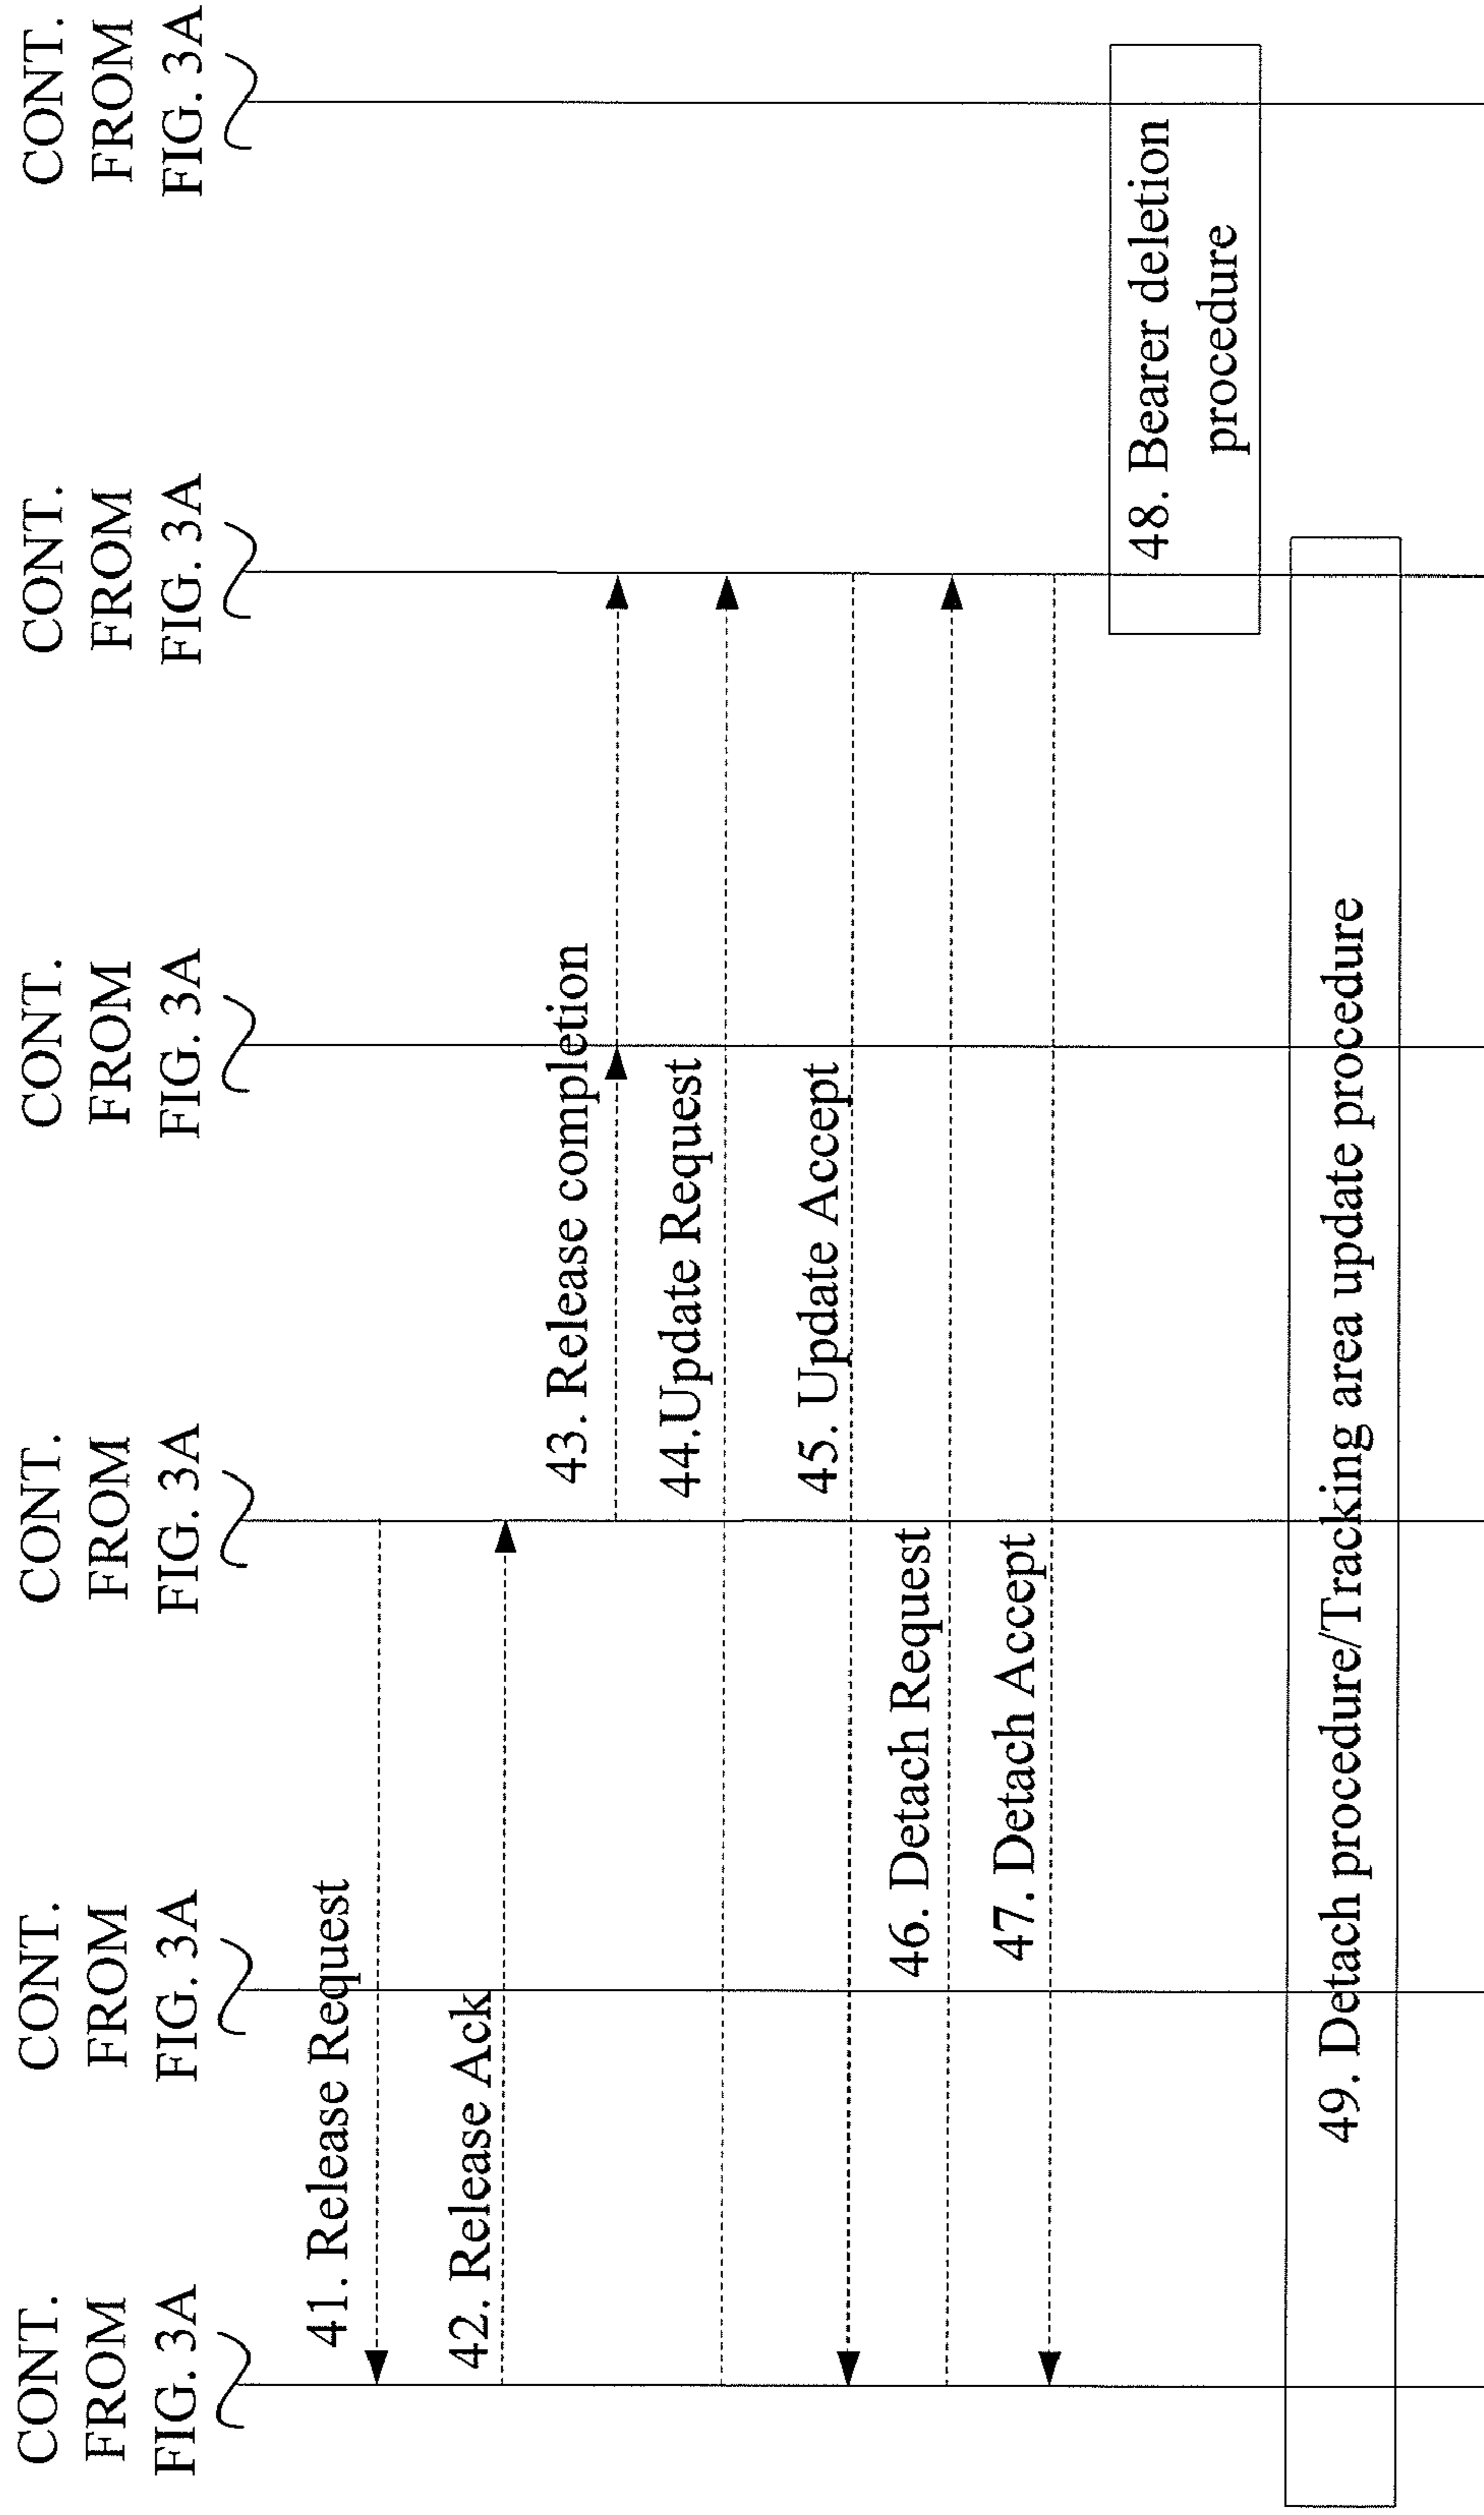 CONT.
FROM
FIG. 3A
CONT.
FROM
FIG. 3A
CONT.
FROM
FIG. 3A
CONT.
FROM
FIG. 3A
CONT.
FROM
FIG. 3A
CONT.
FROM
FIG. 3A
41. Release Request
42. Release Ack
43. Release completion
44.Update Request
45. Update Accept
46. Detach Request
47. Detach Accept
48. Bearer deletion
procedure
49. Detach procedure/Tracking area update procedure